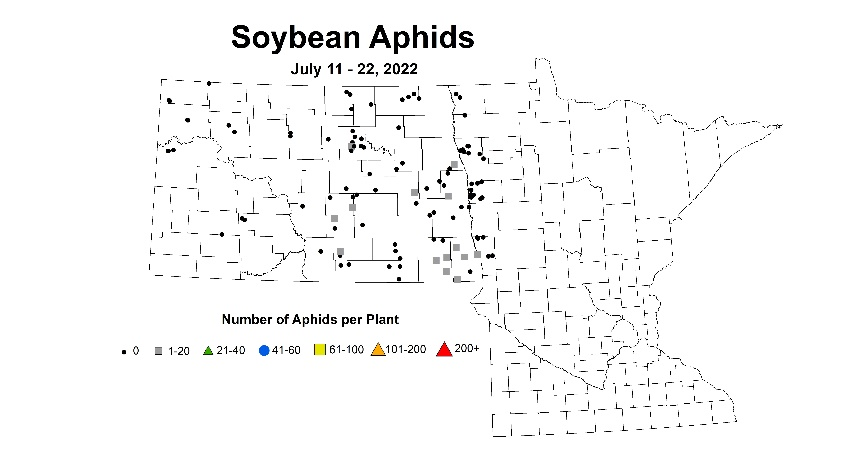 Soybean Aphids
July 11 - 22, 2022
Number of Aphids per Plant
0 1-20 21-40 41-60 61-100 101-200 200+